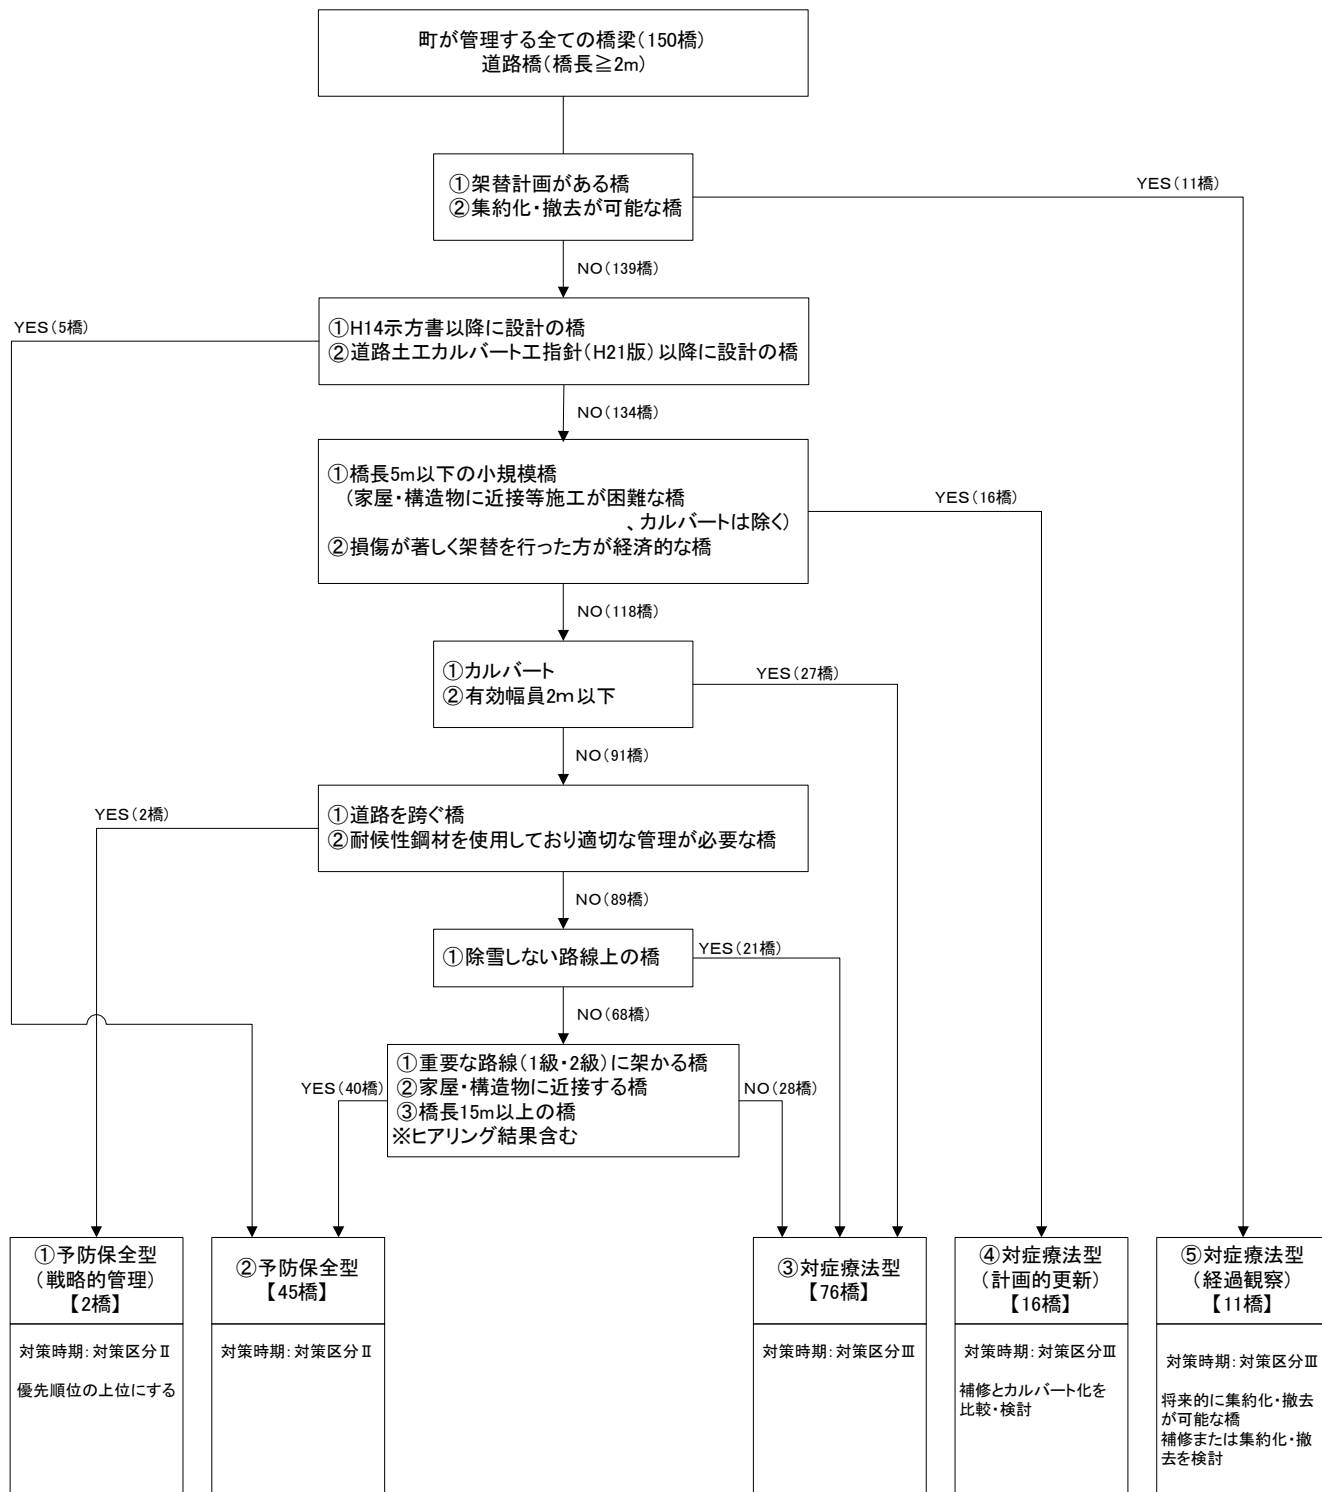 町が管理する全ての橋梁(150橋)
道路橋(橋長≧2m)
①架替計画がある橋
②集約化・撤去が可能な橋
YES(11橋)
NO(139橋)
YES(5橋)
①H14示方書以降に設計の橋
②道路土工カルバート工指針(H21版)以降に設計の橋
NO(134橋)
①橋長5m以下の小規模橋
(家屋・構造物に近接等施工が困難な橋
、カルバートは除く)
②損傷が著しく架替を行った方が経済的な橋
YES(16橋)
NO(118橋)
①カルバート
②有効幅員2m以下
YES(27橋)
NO(91橋)
YES(2橋)
①道路を跨ぐ橋
②耐候性鋼材を使用しており適切な管理が必要な橋
NO(89橋)
①除雪しない路線上の橋
YES(21橋)
NO(68橋)
YES(40橋)
①重要な路線(1級・2級)に架かる橋
②家屋・構造物に近接する橋
③橋長15m以上の橋
※ヒアリング結果含む
NO(28橋)
①予防保全型
(戦略的管理)
【2橋】
対策時期:対策区分Ⅱ
優先順位の上位にする
②予防保全型
【45橋】
対策時期:対策区分Ⅱ
③対症療法型
【76橋】
対策時期:対策区分Ⅲ
④対症療法型
(計画的更新)
【16橋】
対策時期:対策区分Ⅲ
補修とカルバート化を
比較・検討
⑤対症療法型
(経過観察)
【11橋】
対策時期:対策区分Ⅲ
将来的に集約化・撤去
が可能な橋
補修または集約化・撤
去を検討